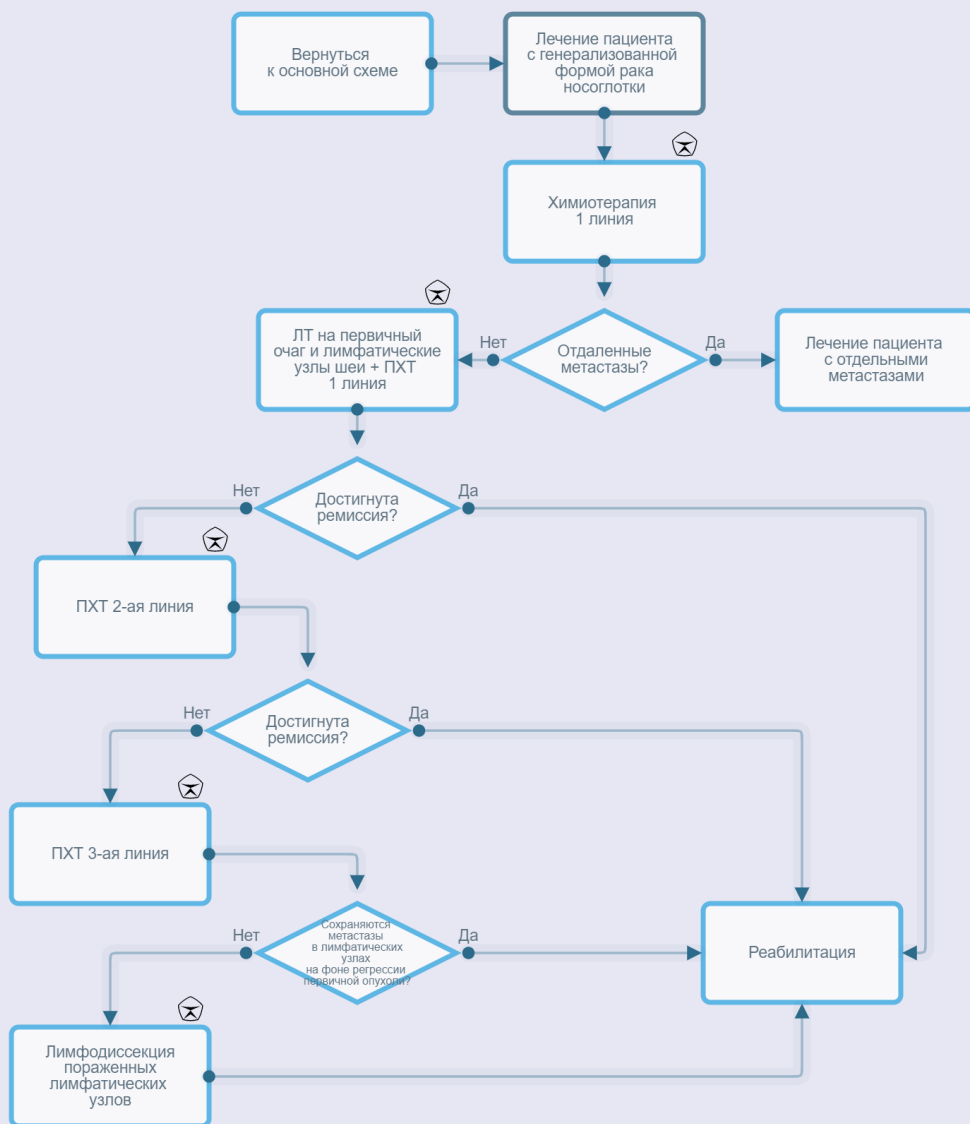 Вернуться
к основной схеме
Лечение пациента
с генерализованной
формой рака
носоглотки
Химиотерапия
1 линия
ЛТ на первичный
очаг и лимфатические
узлы шеи + ПХТ
1 линия
Нет
Отдаленные
метастазы?
Да
Лечение пациента
с отдельными
метастазами
Нет
Достигнута
ремиссия?
Да
ПХТ 2-ая линия
Нет
Достигнута
ремиссия?
Да
ПХТ 3-ая линия
Нет
Сохраняются
метастазы
в лимфатических
узлах
на фоне регрессии
первичной опухоли?
Да
Реабилитация
Лимфодиссекция
пораженных
лимфатических
узлов